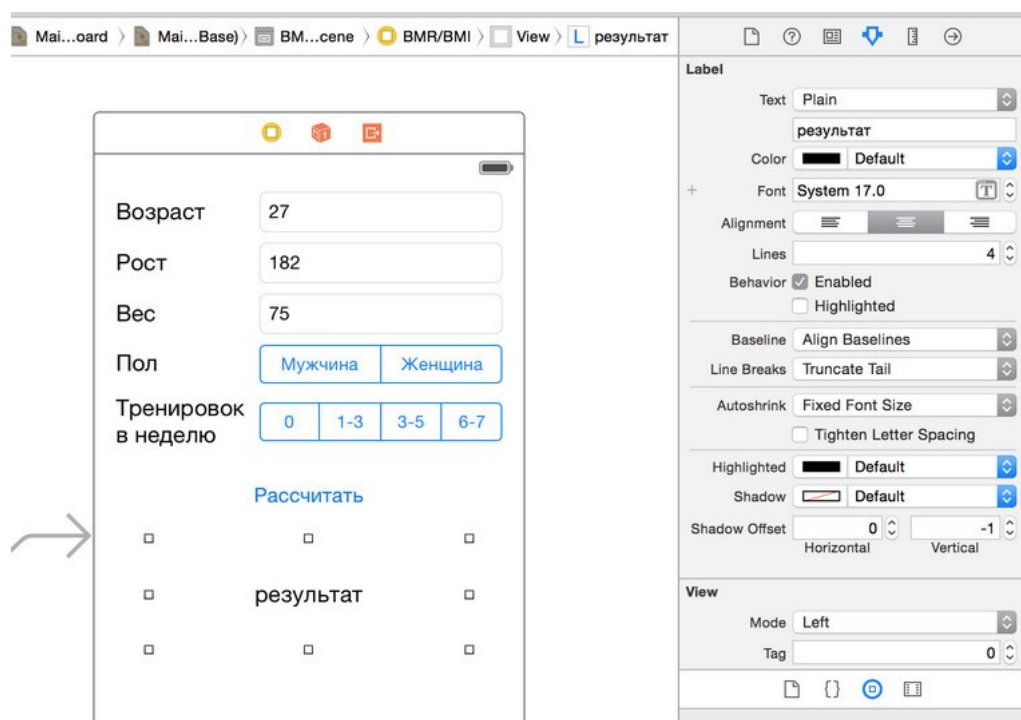 Mai...oard 〉 Mai...Base) 〉 BM...cene 〉 BMR/BMI 〉 View 〉 L результат
Возраст 27
Рост 182
Вес 75
Пол Мужчина Женщина
Тренировок
в неделю 0 1-3 3-5 6-7
Рассчитать
результат
Label
Text Plain
результат
Color Default
Font System 17.0 T
Alignment
Lines 4
Behavior Enabled
Highlighted
Baseline Align Baselines
Line Breaks Truncate Tail
Autoshrink Fixed Font Size
Tighten Letter Spacing
Highlighted Default
Shadow Default
Shadow Offset 0 -1
Horizontal Vertical
View
Mode Left
Tag 0